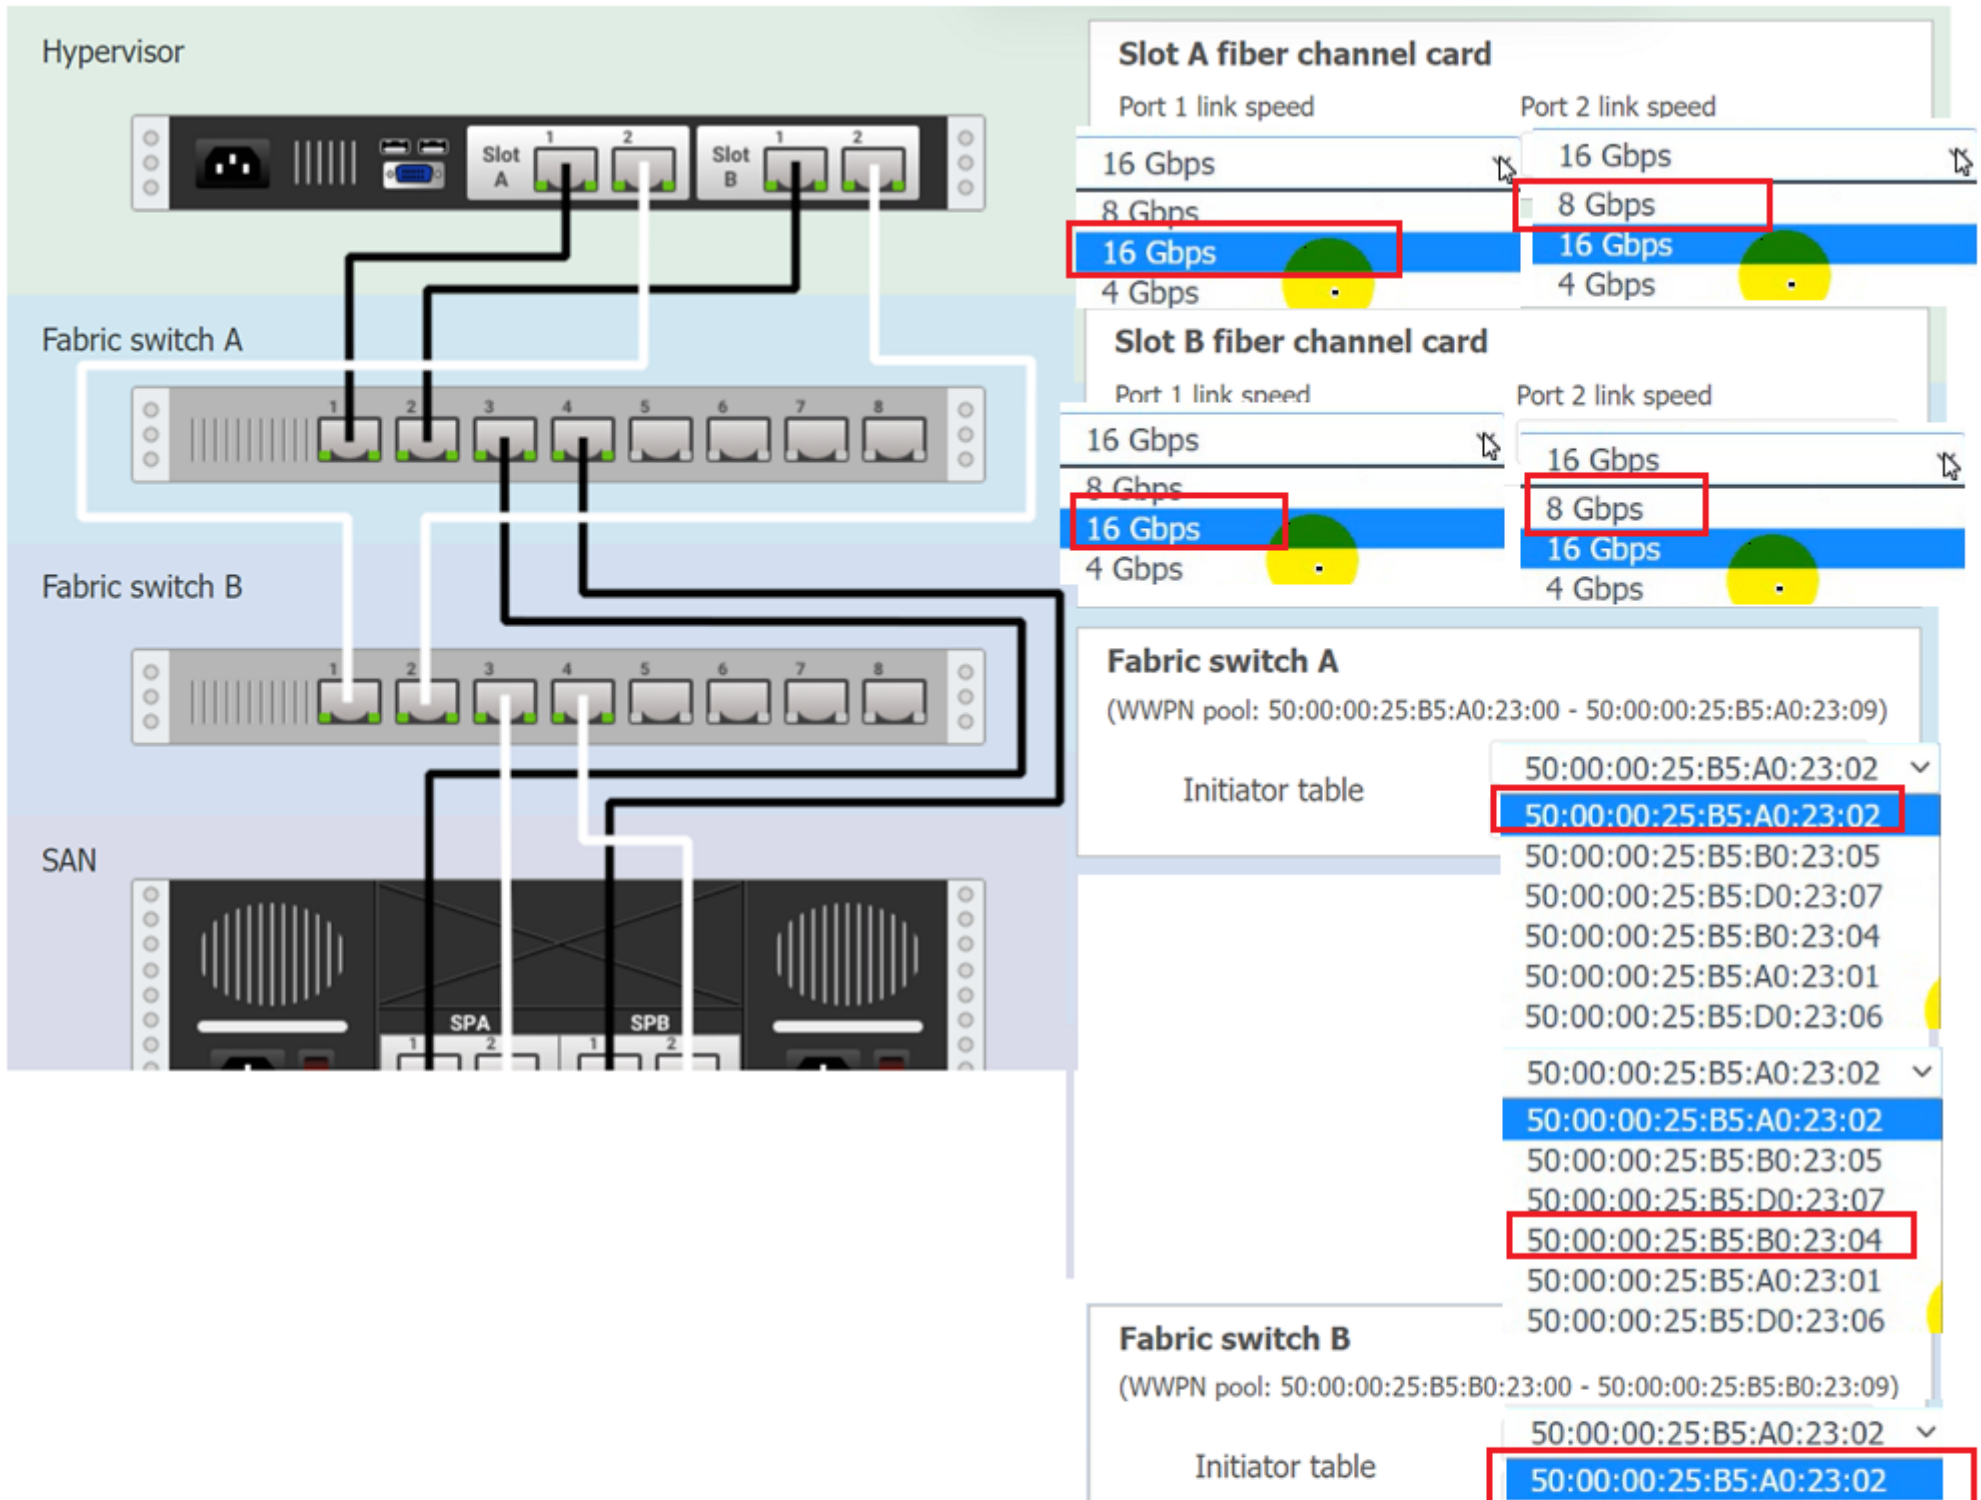 Hypervisor
1 2 1 2
Slot A
Slot B
Fabric switch A
1 2 3 4 5 6 7 8
Fabric switch B
1 2 3 4 5 6 7 8
SAN
SPA SPB
1 2 1 2
Slot A fiber channel card
Port 1 link speed
16 Gbps
8 Gbps
16 Gbps
4 Gbps
Port 2 link speed
16 Gbps
8 Gbps
16 Gbps
4 Gbps
Slot B fiber channel card
Port 1 link speed
16 Gbps
8 Gbps
16 Gbps
4 Gbps
Port 2 link speed
16 Gbps
8 Gbps
16 Gbps
4 Gbps
Fabric switch A
(WWPN pool: 50:00:00:25:B5:A0:23:00 - 50:00:00:25:B5:A0:23:09)
Initiator table
50:00:00:25:B5:A0:23:02
50:00:00:25:B5:A0:23:02
50:00:00:25:B5:B0:23:05
50:00:00:25:B5:D0:23:07
50:00:00:25:B5:B0:23:04
50:00:00:25:B5:A0:23:01
50:00:00:25:B5:D0:23:06
50:00:00:25:B5:A0:23:02
50:00:00:25:B5:A0:23:02
50:00:00:25:B5:B0:23:05
50:00:00:25:B5:D0:23:07
50:00:00:25:B5:B0:23:04
50:00:00:25:B5:A0:23:01
50:00:00:25:B5:D0:23:06
Fabric switch B
(WWPN pool: 50:00:00:25:B5:B0:23:00 - 50:00:00:25:B5:B0:23:09)
Initiator table
50:00:00:25:B5:A0:23:02
50:00:00:25:B5:A0:23:02